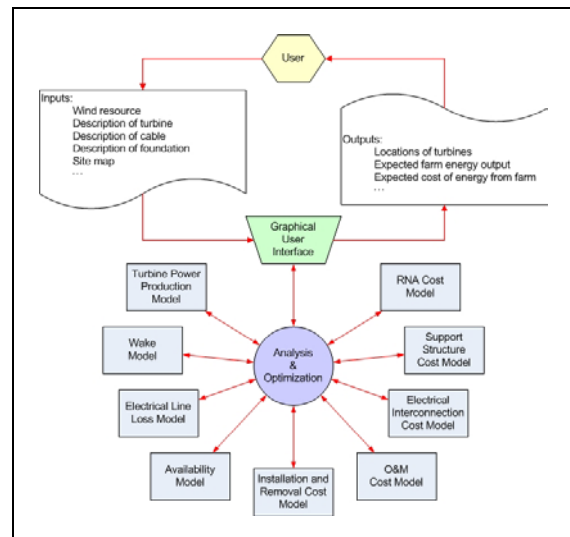 User
Inputs:
Wind resource
Description of turbine
Description of cable
Description of foundation
Site map
...
Outputs:
Locations of turbines
Expected farm energy output
Expected cost of energy from farm
...
Graphical
User
Interface
Turbine Power
Production
Model
RNA Cost
Model
Wake
Model
Analysis
&
Optimization
Support
Structure
Cost Model
Electrical Line
Loss Model
Electrical
Interconnection
Cost Model
Availability
Model
Installation and
Removal Cost
Model
O&M
Cost Model